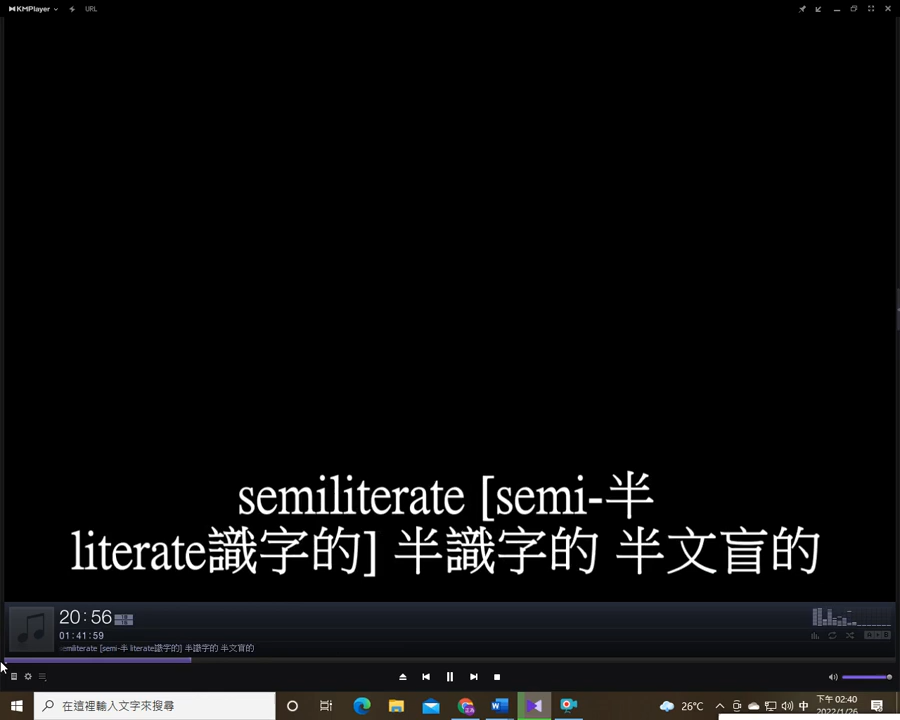 KMPlayer
URL
semiliterate [semi-半
literate識字的] 半識字的 半文盲的
20:56
01:41:59
emiliterate [semi-半 literate識字的] 半識字的 半文盲的
A B
在這裡輸入文字來搜尋
26°C
中
下午 02:40
2022/1/26